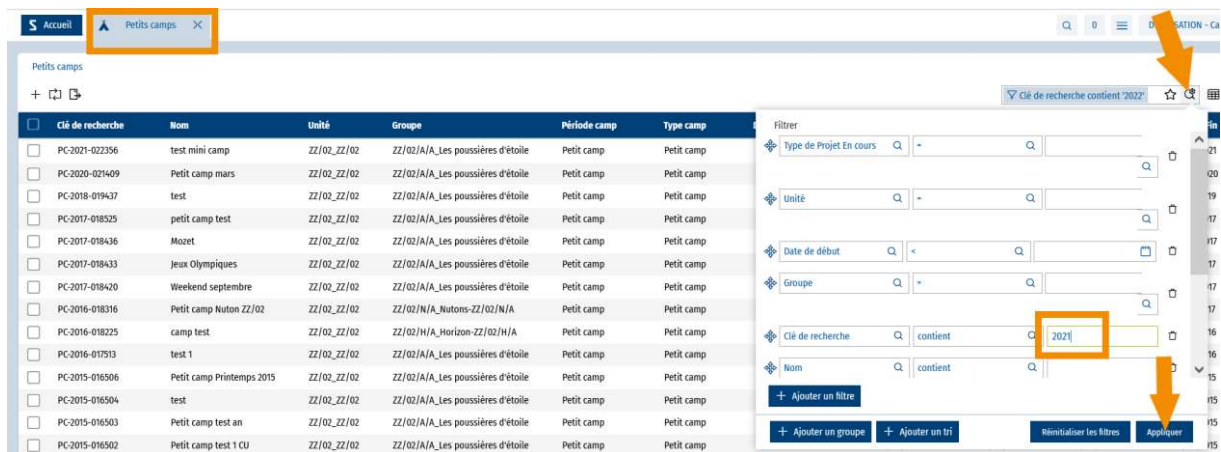 Accueil Petits camps 0
Petits camps
Clé de recherche contient '2022'
Clé de recherche Nom Unité Groupe Période camp Type camp
PC-2021-022356 test mini camp ZZ/02_ZZ/02 ZZ/02/A/A_Les poussières d'étoile Petit camp Petit camp
PC-2020-021409 Petit camp mars ZZ/02_ZZ/02 ZZ/02/A/A_Les poussières d'étoile Petit camp Petit camp
PC-2018-019437 test ZZ/02_ZZ/02 ZZ/02/A/A_Les poussières d'étoile Petit camp Petit camp
PC-2017-018525 petit camp test ZZ/02_ZZ/02 ZZ/02/A/A_Les poussières d'étoile Petit camp Petit camp
PC-2017-018436 Mozet ZZ/02_ZZ/02 ZZ/02/A/A_Les poussières d'étoile Petit camp Petit camp
PC-2017-018433 Jeux Olympiques ZZ/02_ZZ/02 ZZ/02/A/A_Les poussières d'étoile Petit camp Petit camp
PC-2017-018420 Weekend septembre ZZ/02_ZZ/02 ZZ/02/A/A_Les poussières d'étoile Petit camp Petit camp
PC-2016-018316 Petit camp Nuton ZZ/02 ZZ/02_ZZ/02 ZZ/02/N/A_Nutons-ZZ/02/N/A Petit camp Petit camp
PC-2016-018225 camp test ZZ/02_ZZ/02 ZZ/02/H/A_Horizon-ZZ/02/H/A Petit camp Petit camp
PC-2016-017513 test 1 ZZ/02_ZZ/02 ZZ/02/A/A_Les poussières d'étoile Petit camp Petit camp
PC-2015-016506 Petit camp Printemps 2015 ZZ/02_ZZ/02 ZZ/02/A/A_Les poussières d'étoile Petit camp Petit camp
PC-2015-016504 test ZZ/02_ZZ/02 ZZ/02/A/A_Les poussières d'étoile Petit camp Petit camp
PC-2015-016503 Petit camp test an ZZ/02_ZZ/02 ZZ/02/A/A_Les poussières d'étoile Petit camp Petit camp
PC-2015-016502 Petit camp test 1 CU ZZ/02_ZZ/02 ZZ/02/A/A_Les poussières d'étoile Petit camp Petit camp
Filtrer
Type de Projet En cours =
Unité =
Date de début <
Groupe =
Clé de recherche contient 2021
Nom contient
+ Ajouter un filtre
+ Ajouter un groupe + Ajouter un tri Réinitialiser les filtres Appliquer